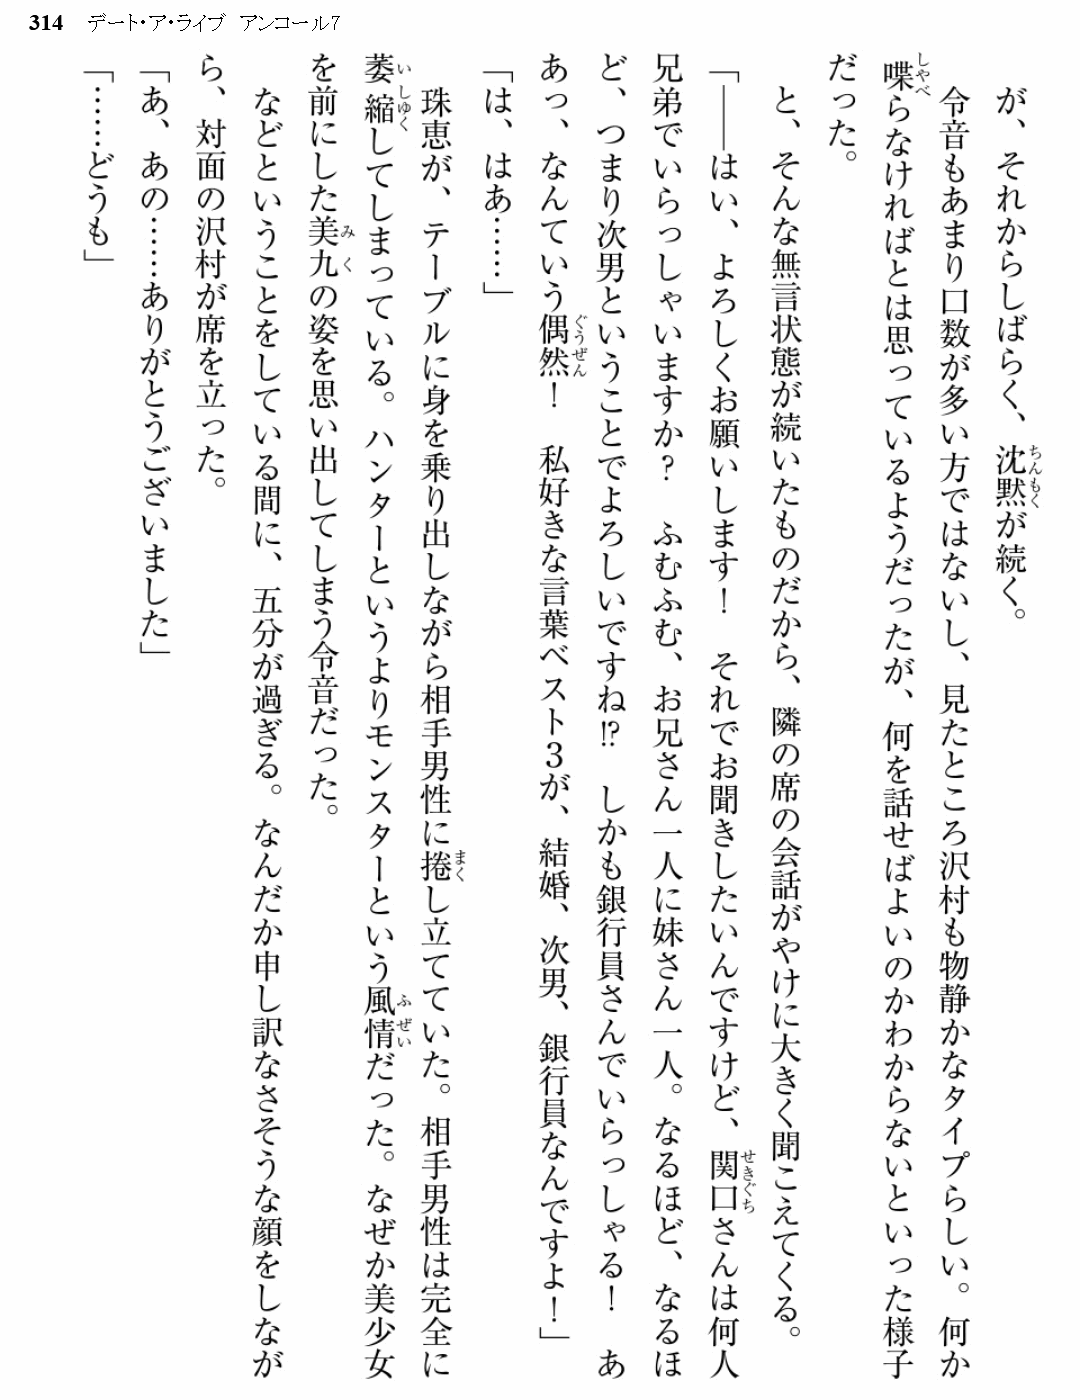 314 デート・ア・ライブ アンコール7
が、それからしばらく、沈黙が続く。
令音もあまり口数が多い方ではないし、見たところ沢村も物静かなタイプらしい。何か
喋らなければとは思っているようだったが、何を話せばよいのかわからないといった様子
だった。
と、そんな無言状態が続いたものだから、隣の席の会話がやけに大きく聞こえてくる。
「――はい、よろしくお願いします！　それでお聞きしたいんですけど、関口さんは何人
兄弟でいらっしゃいますか？　ふむふむ、お兄さん一人に妹さん一人。なるほど、なるほ
ど、つまり次男ということでよろしいですね!?　しかも銀行員さんでいらっしゃる！　あ
あっ、なんていう偶然！　私好きな言葉ベスト3が、結婚、次男、銀行員なんですよ！」
「は、はあ……」
珠恵が、テーブルに身を乗り出しながら相手男性に捲し立てていた。相手男性は完全に
萎縮してしまっている。ハンターというよりモンスターという風情だった。なぜか美少女
を前にした美九の姿を思い出してしまう令音だった。
などということをしている間に、五分が過ぎる。なんだか申し訳なさそうな顔をしなが
ら、対面の沢村が席を立った。
「あ、あの……ありがとうございました」
「……どうも」